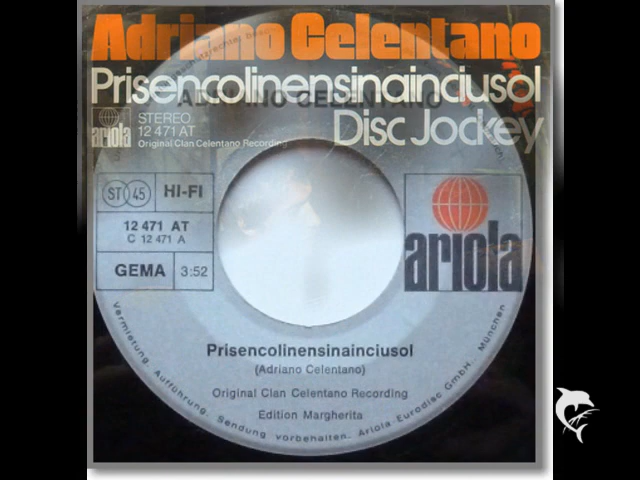 Adriano Celentano
Prisencolinensinainciusol
Disc Jockey
ADRIANO CELENTANO
ariola
STEREO
12 471 AT
Original Clan Celentano Recording
ST 45 HI-FI
12 471 AT
C 12 471 A
GEMA 3:52
ariola
Prisencolinensinainciusol
(Adriano Celentano)
Original Clan Celentano Recording
Edition Margherita
Vermietung. Aufführung. Sendung vorbehalten. Ariola-Eurodisc GmbH. München